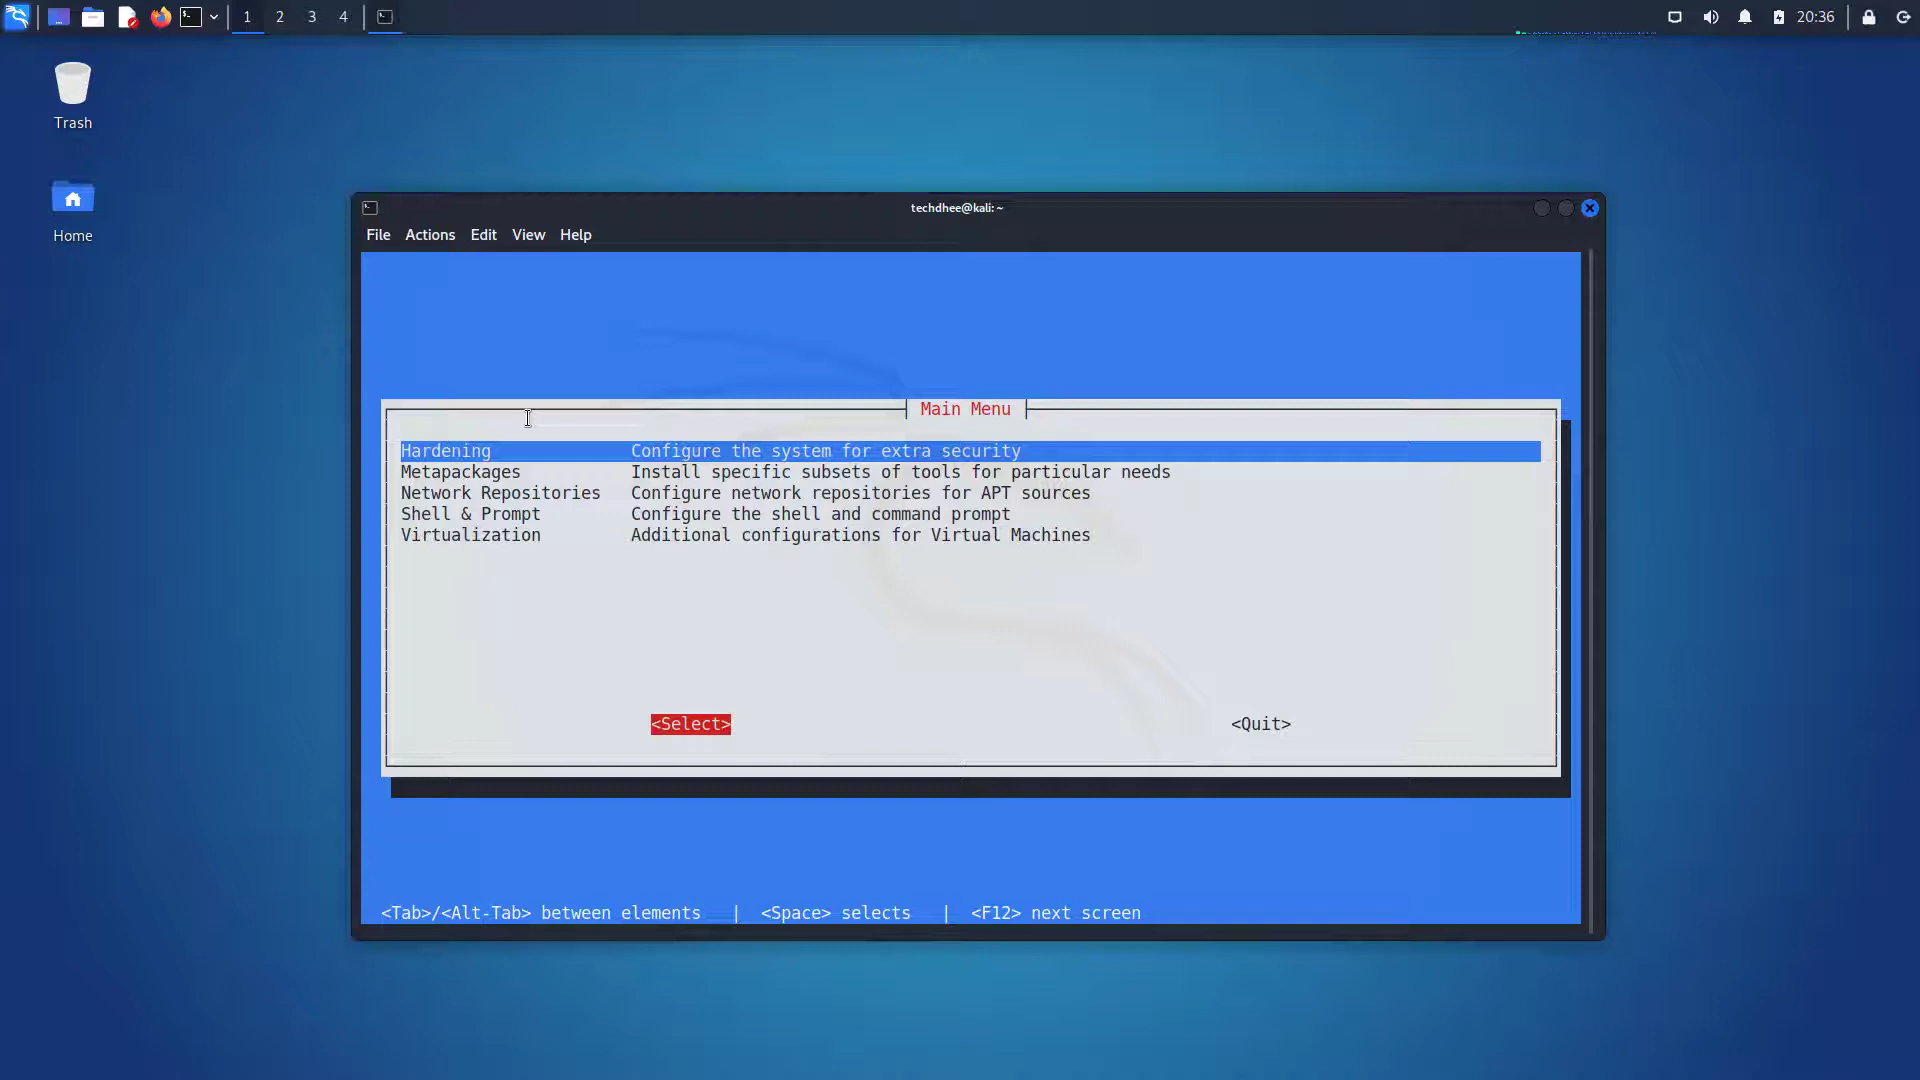 1 2 3 4 20:36
Trash
Home
techdhee@kali: ~
File Actions Edit View Help
Main Menu
Hardening Configure the system for extra security
Metapackages Install specific subsets of tools for particular needs
Network Repositories Configure network repositories for APT sources
Shell & Prompt Configure the shell and command prompt
Virtualization Additional configurations for Virtual Machines
<Select> <Quit>
<Tab>/<Alt-Tab> between elements | <Space> selects | <F12> next screen